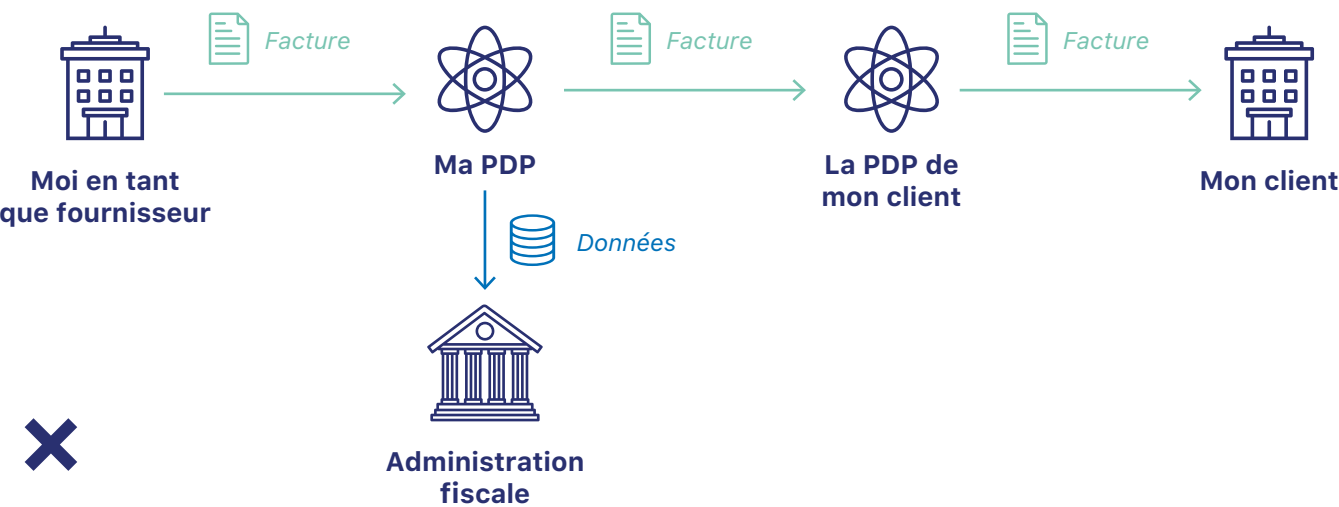 Facture
Facture
Facture
Ma PDP
La PDP de
mon client
Moi en tant
que fournisseur
Mon client
Données
Administration
fiscale